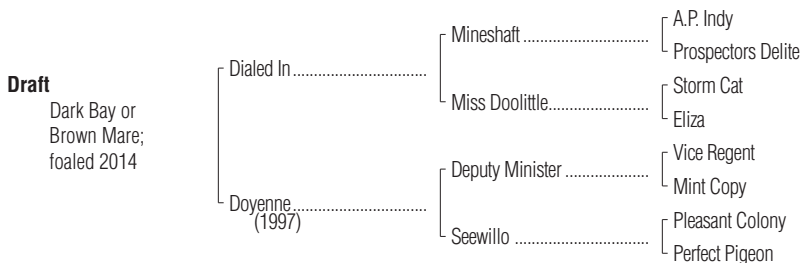 Draft
Dark Bay or
Brown Mare;
foaled 2014
Dialed In
Doyenne
(1997)
Mineshaft
Miss Doolittle
Deputy Minister
Seewillo
A.P. Indy
Prospectors Delite
Storm Cat
Eliza
Vice Regent
Mint Copy
Pleasant Colony
Perfect Pigeon